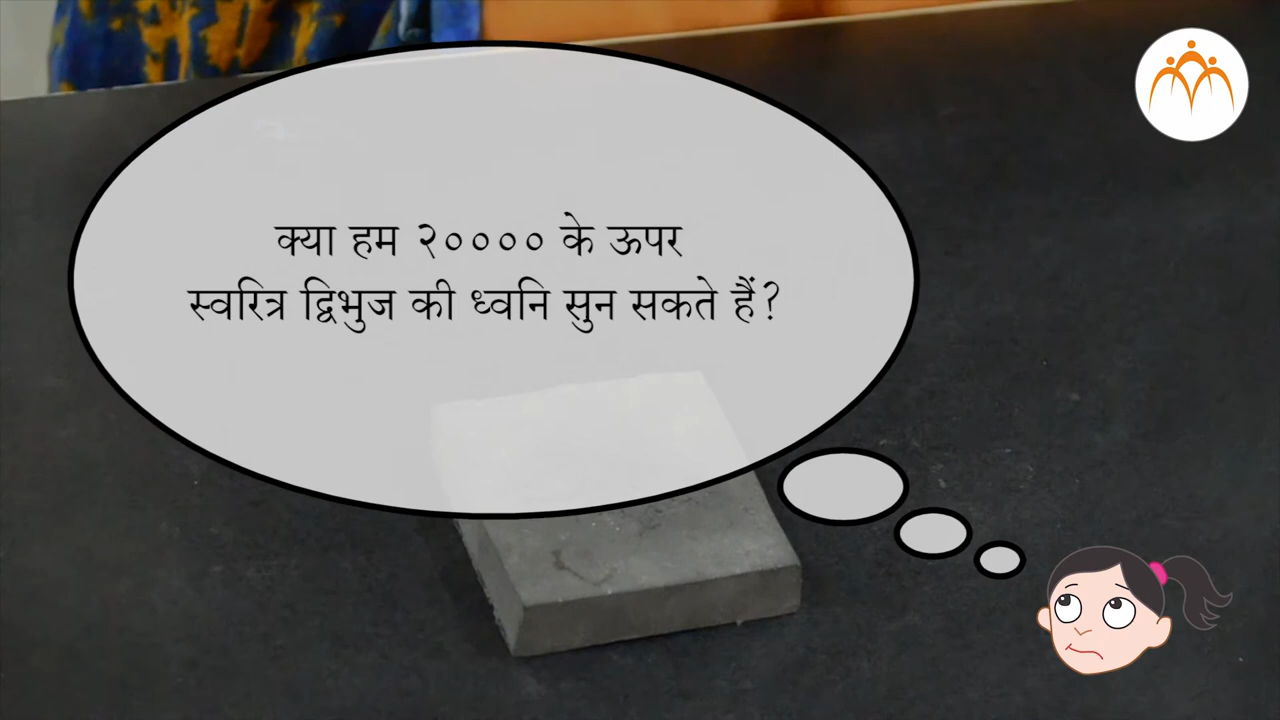 क्या हम २०००० के ऊपर
स्वरित्र द्विभुज की ध्वनि सुन सकते हैं?